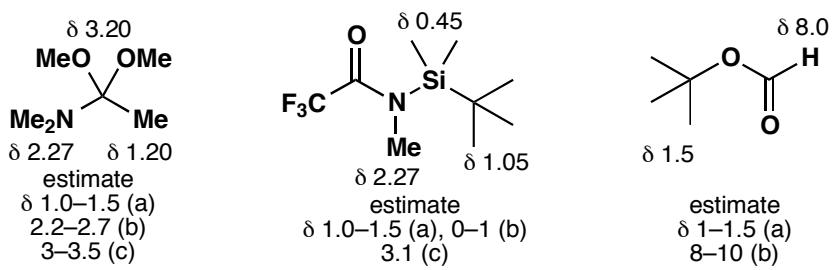 δ 3.20
MeO OMe
Me₂N Me
δ 2.27 δ 1.20
estimate
δ 1.0–1.5 (a)
2.2–2.7 (b)
3–3.5 (c)
δ 0.45
O
Si
F₃C N
Me
δ 2.27
δ 1.05
estimate
δ 1.0–1.5 (a), 0–1 (b)
3.1 (c)
δ 8.0
O H
O
δ 1.5
estimate
δ 1–1.5 (a)
8–10 (b)